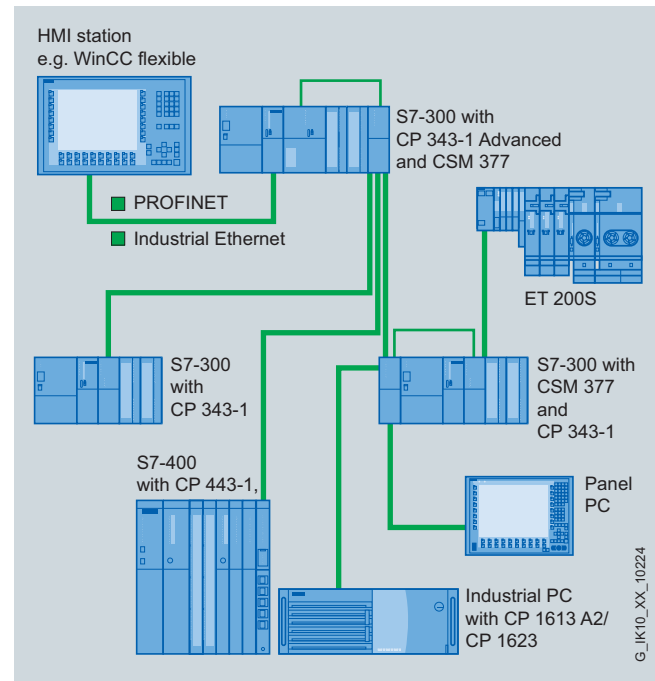 HMI station
e.g. WinCC flexible
S7-300 with
CP 343-1 Advanced
and CSM 377
PROFINET
Industrial Ethernet
ET 200S
S7-300
with
CP 343-1
S7-300 with
CSM 377
and
CP 343-1
S7-400
with CP 443-1,
Panel
PC
Industrial PC
with CP 1613 A2/
CP 1623
G_IK10_XX_10224